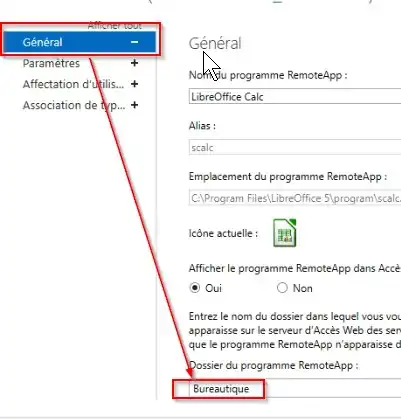 Afficher tout
Général
Paramètres
Affectation d'utilis...
Association de typ...
Général
Nom du programme RemoteApp :
LibreOffice Calc
Alias :
scalc
Emplacement du programme RemoteApp :
C:\Program Files\LibreOffice 5\program\scalc.
Icône actuelle :
Afficher le programme RemoteApp dans Accè
Oui Non
Entrez le nom du dossier dans lequel vous vou
apparaisse sur le serveur d'Accès Web des ser
que le programme RemoteApp n'apparaisse d
Dossier du programme RemoteApp :
Bureautique